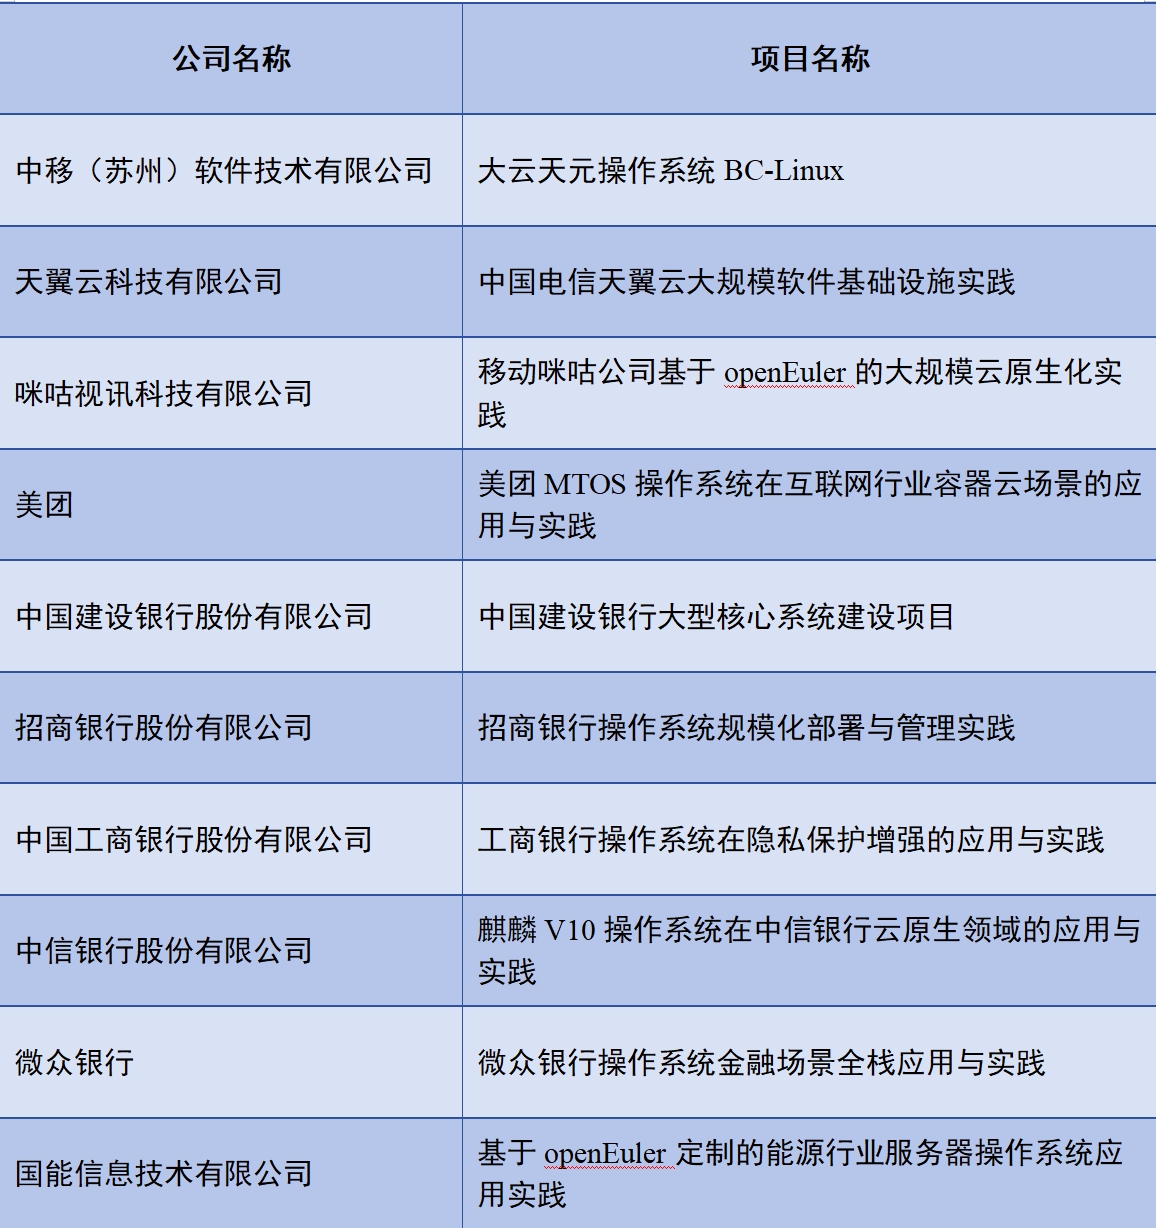 公司名称
项目名称
中移（苏州）软件技术有限公司
大云天元操作系统 BC-Linux
天翼云科技有限公司
中国电信天翼云大规模软件基础设施实践
咪咕视讯科技有限公司
移动咪咕公司基于 openEuler 的大规模云原生化实
践
美团
美团 MTOS 操作系统在互联网行业容器云场景的应
用与实践
中国建设银行股份有限公司
中国建设银行大型核心系统建设项目
招商银行股份有限公司
招商银行操作系统规模化部署与管理实践
中国工商银行股份有限公司
工商银行操作系统在隐私保护增强的应用与实践
中信银行股份有限公司
麒麟 V10 操作系统在中信银行云原生领域的应用与
实践
微众银行
微众银行操作系统金融场景全栈应用与实践
国能信息技术有限公司
基于 openEuler 定制的能源行业服务器操作系统应
用实践